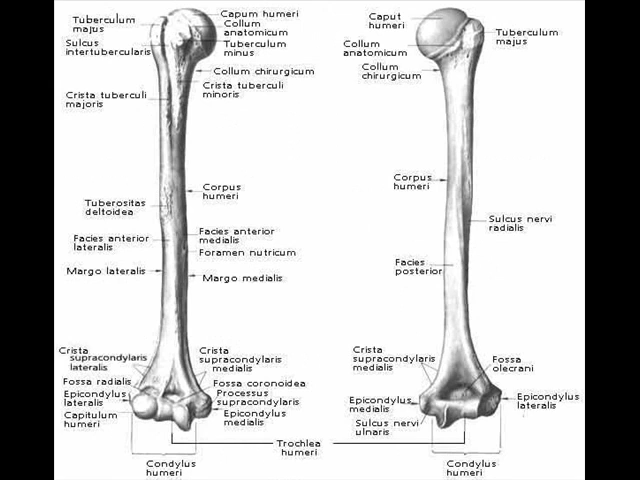 Tuberculum
majus
Sulcus
intertubercularis
Crista tuberculi
majoris
Tuberositas
deltoidea
Facies anterior
lateralis
Margo lateralis
Crista
supracondylaris
lateralis
Fossa radialis
Epicondylus
lateralis
Capitulum
humeri
Capum humeri
Collum
anatomicum
Tuberculum
minus
Collum chirurgicum
Crista tuberculi
minoris
Corpus
humeri
Facies anterior
medialis
Foramen nutricum
Margo medialis
Crista
supracondylaris
medialis
Fossa coronoidea
Processus
supracondylaris
Epicondylus
medialis
Condylus
humeri
Trochlea
humeri
Caput
humeri
Collum
anatomicum
Collum
chirurgicum
Corpus
humeri
Facies
posterior
Crista
supracondylaris
medialis
Epicondylus
medialis
Sulcus nervi
ulnaris
Tuberculum
majus
Sulcus nervi
radialis
Fossa
olecrani
Epicondylus
lateralis
Condylus
humeri